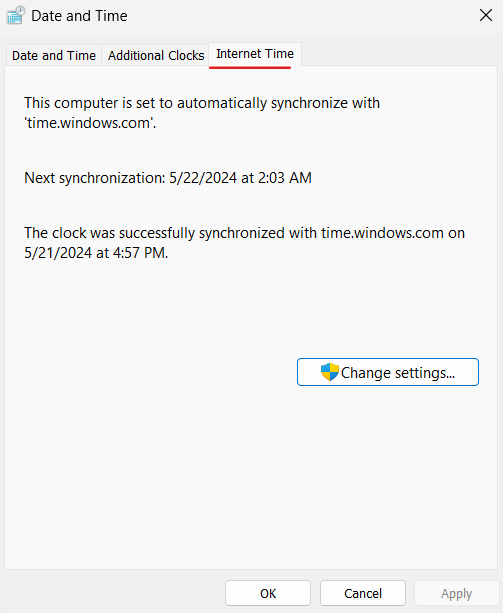 Date and Time
Date and Time
Additional Clocks
Internet Time
This computer is set to automatically synchronize with
'time.windows.com'.
Next synchronization: 5/22/2024 at 2:03 AM
The clock was successfully synchronized with time.windows.com on
5/21/2024 at 4:57 PM.
Change settings...
OK
Cancel
Apply